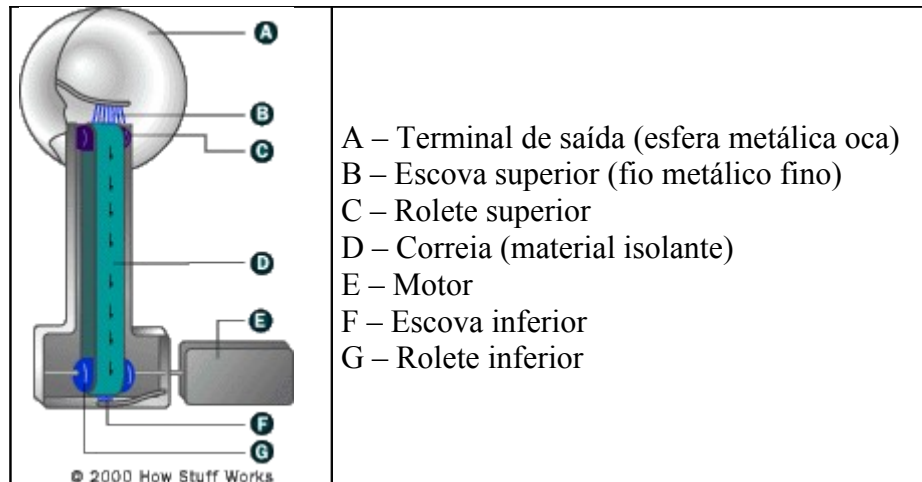 A
B
C
D
E
F
G
© 2000 How Stuff Works
A – Terminal de saída (esfera metálica oca)
B – Escova superior (fio metálico fino)
C – Rolete superior
D – Correia (material isolante)
E – Motor
F – Escova inferior
G – Rolete inferior